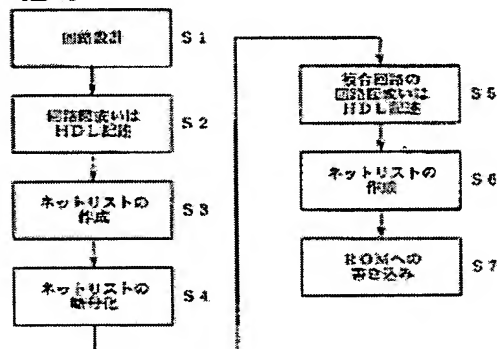 回路設計
S1
回路図或いは
HDL記述
S2
ネットリストの
作成
S3
ネットリストの
暗号化
S4
複合回路の
回路図或いは
HDL記述
S5
ネットリストの
作成
S6
ROMへの
書き込み
S7